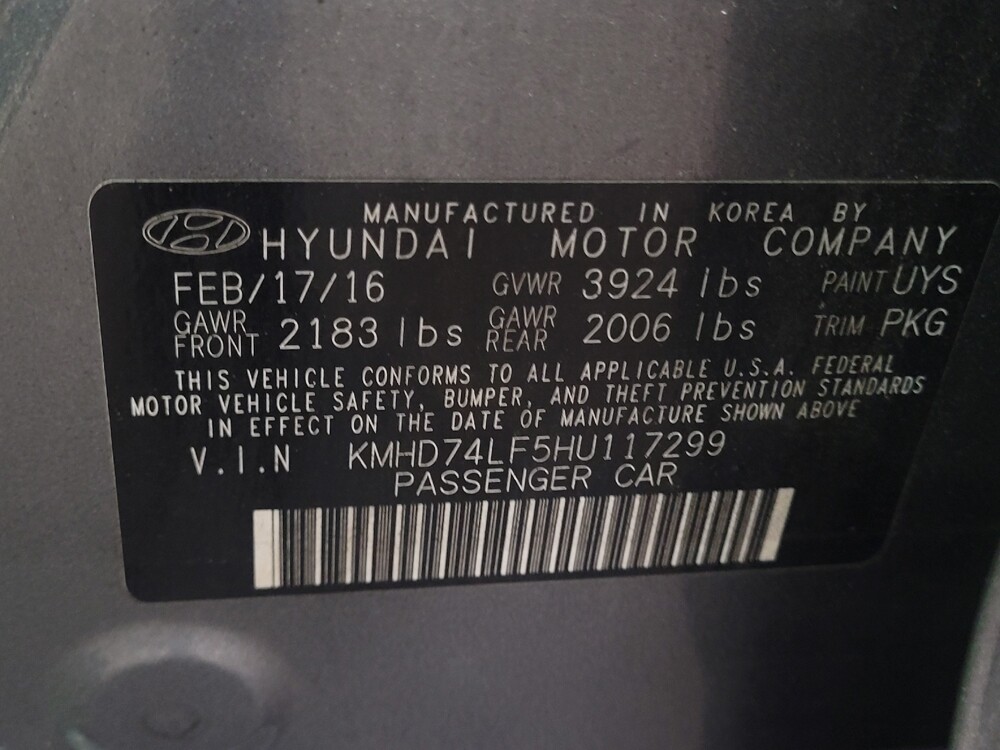 MANUFACTURED IN KOREA BY
HYUNDAI MOTOR COMPANY
FEB/17/16 GVWR 3924 lbs PAINT UYS
GAWR FRONT 2183 lbs GAWR REAR 2006 lbs TRIM PKG
THIS VEHICLE CONFORMS TO ALL APPLICABLE U.S.A. FEDERAL
MOTOR VEHICLE SAFETY, BUMPER, AND THEFT PREVENTION STANDARDS
IN EFFECT ON THE DATE OF MANUFACTURE SHOWN ABOVE
V.I.N KMHD74LF5HU117299
PASSENGER CAR